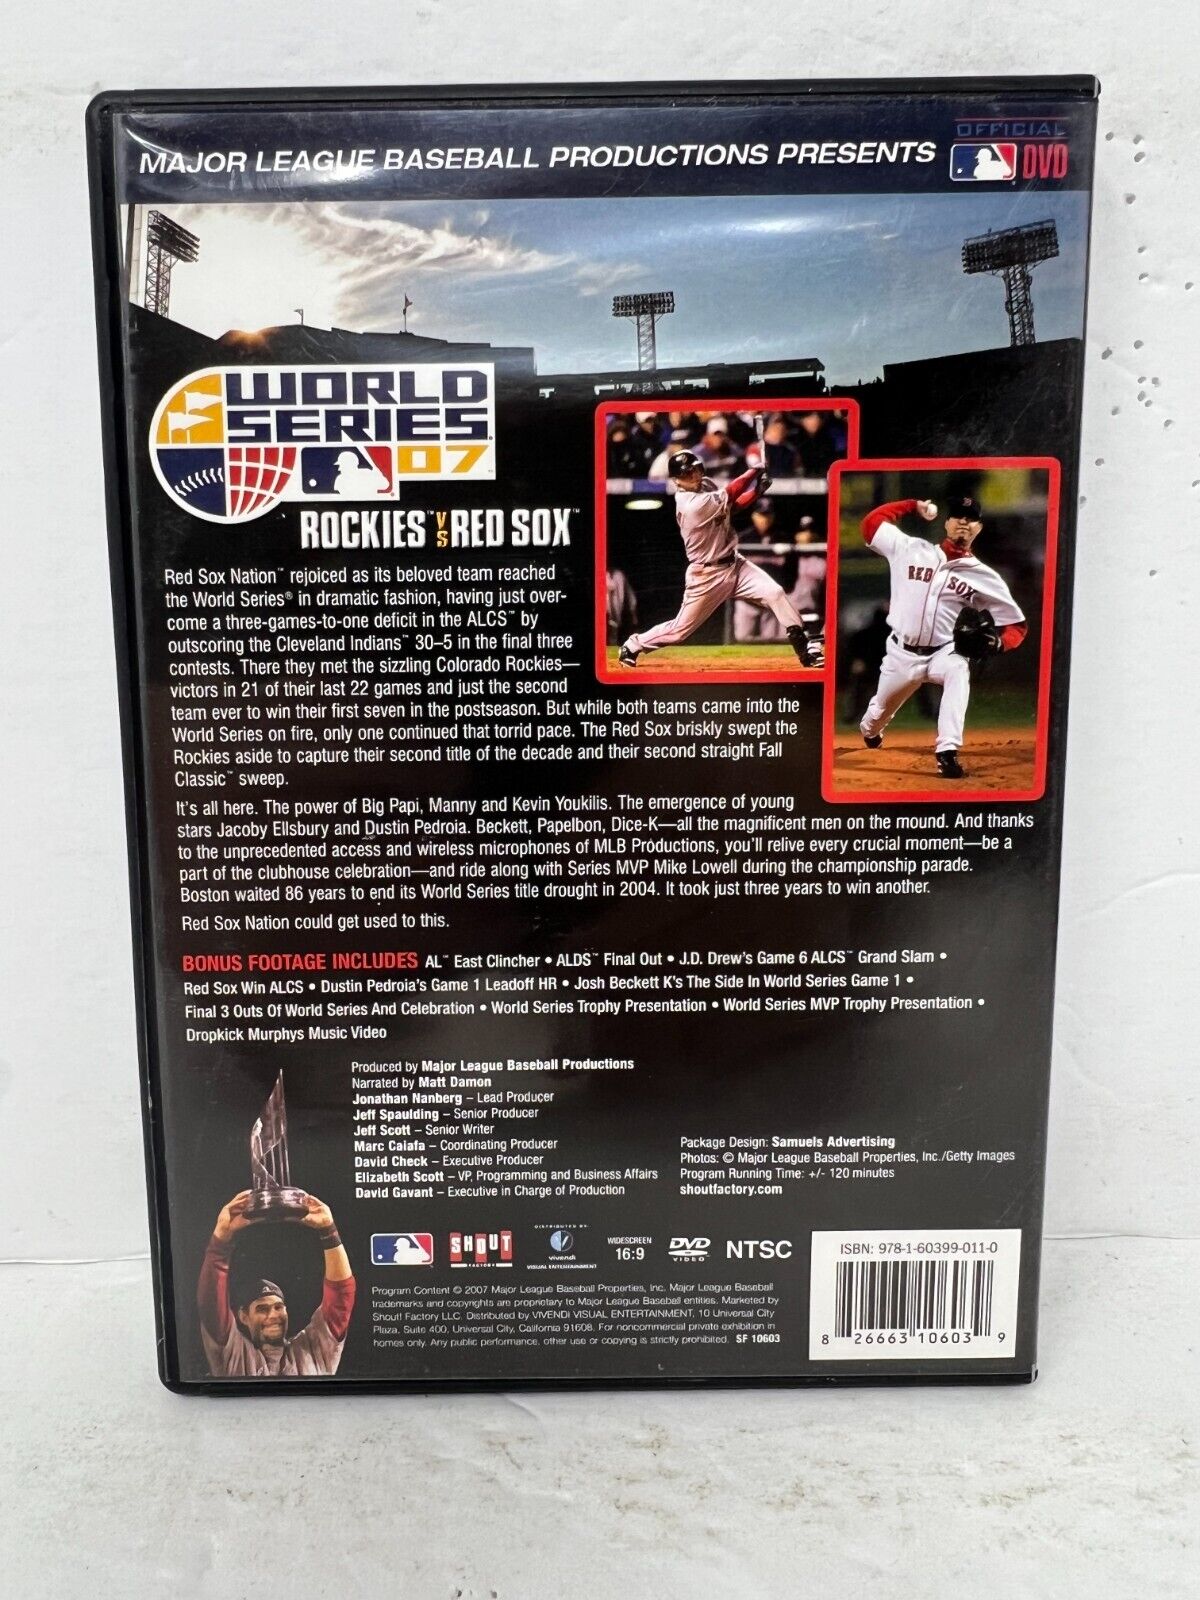 MAJOR LEAGUE BASEBALL PRODUCTIONS PRESENTS
OFFICIAL
DVD
WORLD
SERIES
07
ROCKIES™ VS RED SOX™
RED SOX
Red Sox Nation™ rejoiced as its beloved team reached
the World Series® in dramatic fashion, having just over-
come a three-games-to-one deficit in the ALCS™ by
outscoring the Cleveland Indians™ 30–5 in the final three
contests. There they met the sizzling Colorado Rockies—
victors in 21 of their last 22 games and just the second
team ever to win their first seven in the postseason. But while both teams came into the
World Series on fire, only one continued that torrid pace. The Red Sox briskly swept the
Rockies aside to capture their second title of the decade and their second straight Fall
Classic™ sweep.
It's all here. The power of Big Papi, Manny and Kevin Youkilis. The emergence of young
stars Jacoby Ellsbury and Dustin Pedroia. Beckett, Papelbon, Dice-K—all the magnificent men on the mound. And thanks
to the unprecedented access and wireless microphones of MLB Productions, you'll relive every crucial moment—be a
part of the clubhouse celebration—and ride along with Series MVP Mike Lowell during the championship parade.
Boston waited 86 years to end its World Series title drought in 2004. It took just three years to win another.
Red Sox Nation could get used to this.
BONUS FOOTAGE INCLUDES AL™ East Clincher • ALDS™ Final Out • J.D. Drew's Game 6 ALCS™ Grand Slam •
Red Sox Win ALCS • Dustin Pedroia's Game 1 Leadoff HR • Josh Beckett K's The Side In World Series Game 1 •
Final 3 Outs Of World Series And Celebration • World Series Trophy Presentation • World Series MVP Trophy Presentation •
Dropkick Murphys Music Video
Produced by Major League Baseball Productions
Narrated by Matt Damon
Jonathan Nanberg – Lead Producer
Jeff Spaulding – Senior Producer
Jeff Scott – Senior Writer
Marc Caiafa – Coordinating Producer
David Check – Executive Producer
Elizabeth Scott – VP, Programming and Business Affairs
David Gavant – Executive in Charge of Production
Package Design: Samuels Advertising
Photos: © Major League Baseball Properties, Inc./Getty Images
Program Running Time: +/- 120 minutes
shoutfactory.com
SHOUT
FACTORY
DISTRIBUTED BY
vivendi
VISUAL ENTERTAINMENT
WIDESCREEN
16:9
DVD
VIDEO
NTSC
ISBN: 978-1-60399-011-0
8 26663 10603 9
Program Content © 2007 Major League Baseball Properties, Inc. Major League Baseball
trademarks and copyrights are proprietary to Major League Baseball entities. Marketed by
Shout! Factory LLC. Distributed by VIVENDI VISUAL ENTERTAINMENT, 10 Universal City
Plaza, Suite 400, Universal City, California 91608. For noncommercial private exhibition in
homes only. Any public performance, other use or copying is strictly prohibited. SF 10603